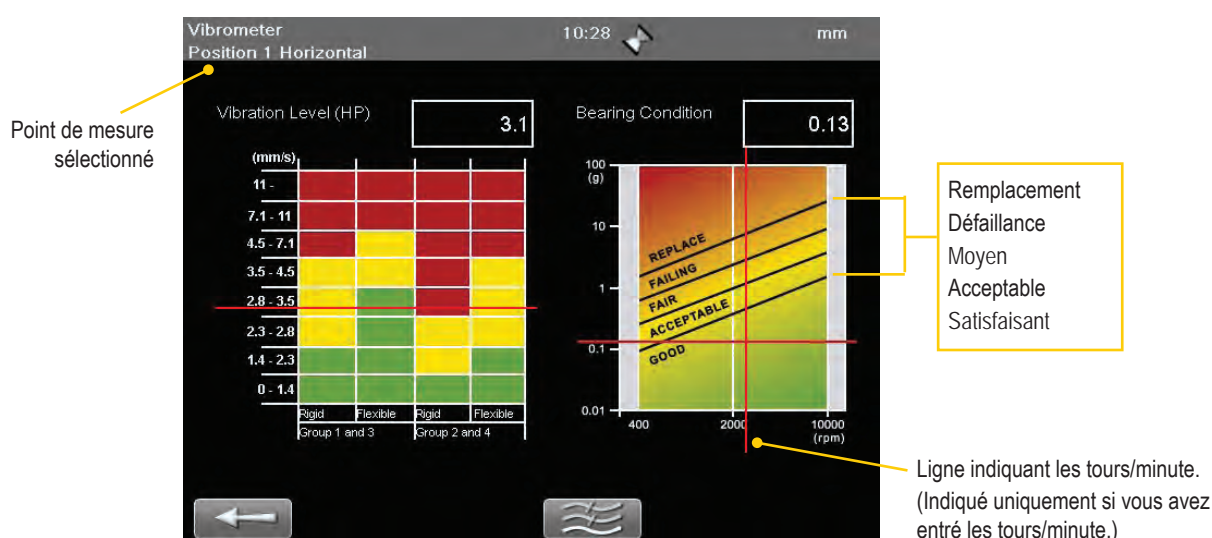 Vibrometer
Position 1 Horizontal
10:28
mm
Point de mesure
sélectionné
Vibration Level (HP)
3.1
(mm/s)
11 -
7.1 - 11
4.5 - 7.1
3.5 - 4.5
2.8 - 3.5
2.3 - 2.8
1.4 - 2.3
0 - 1.4
Rigid Flexible Rigid Flexible
Group 1 and 3 Group 2 and 4
Bearing Condition
0.13
100
(g)
10
1
0.1
0.01
REPLACE
FAILING
FAIR
ACCEPTABLE
GOOD
400 2000 10000
(rpm)
Remplacement
Défaillance
Moyen
Acceptable
Satisfaisant
Ligne indiquant les tours/minute.
(Indiqué uniquement si vous avez
entré les tours/minute.)